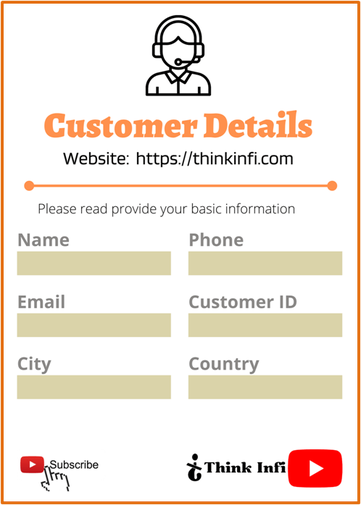 Customer Details
Website: https://thinkinfi.com
Please read provide your basic information
Name Phone
Email Customer ID
City Country
Subscribe
Think Infi